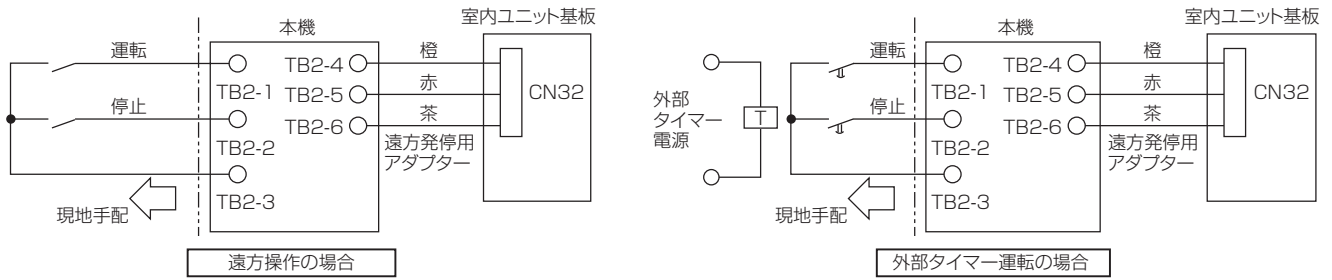 本機
室内ユニット基板
運転
TB2-1
TB2-4
橙
CN32
TB2-5
赤
停止
TB2-2
TB2-6
茶
遠方発停用
アダプター
TB2-3
現地手配
遠方操作の場合
本機
室内ユニット基板
外部
タイマー
電源
T
運転
TB2-1
TB2-4
橙
CN32
TB2-5
赤
停止
TB2-2
TB2-6
茶
遠方発停用
アダプター
TB2-3
現地手配
外部タイマー運転の場合